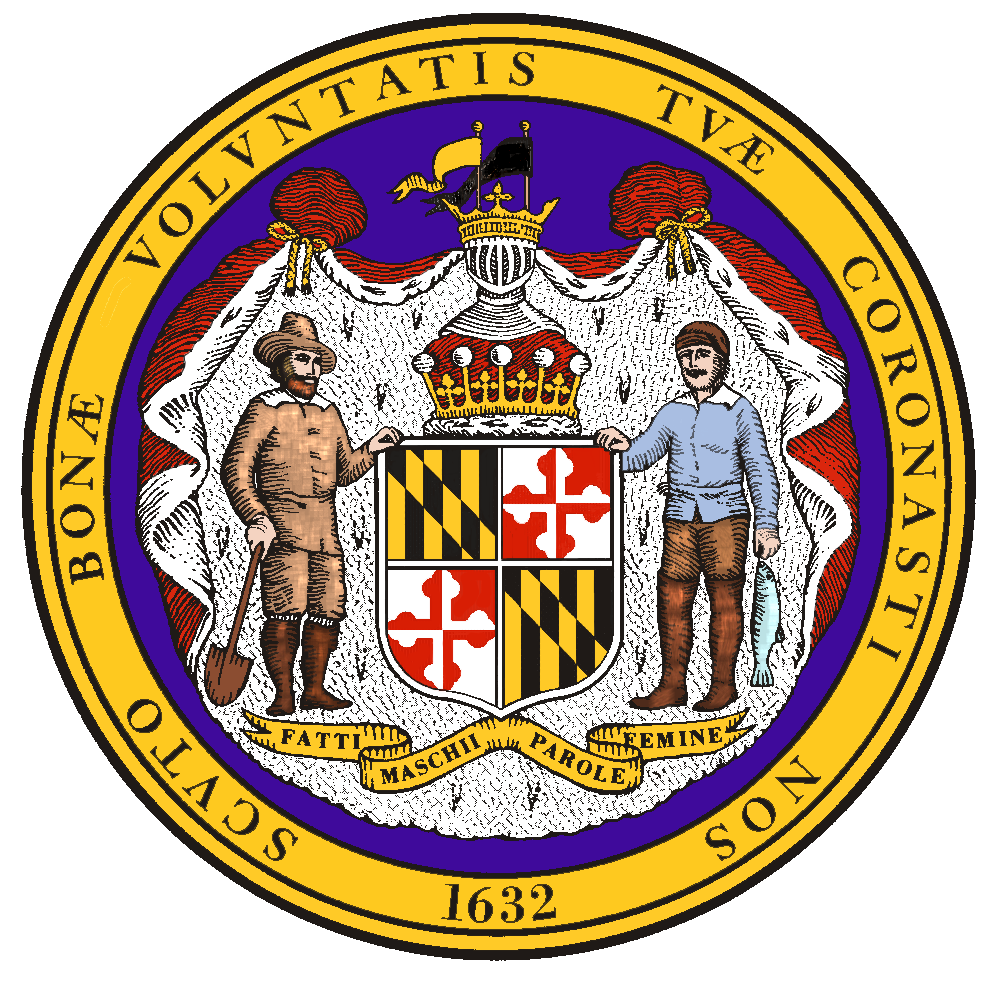 SCVTO BONÆ VOLVNTATIS TVÆ CORONASTI NOS
FATTI MASCHII PAROLE FEMINE
1632